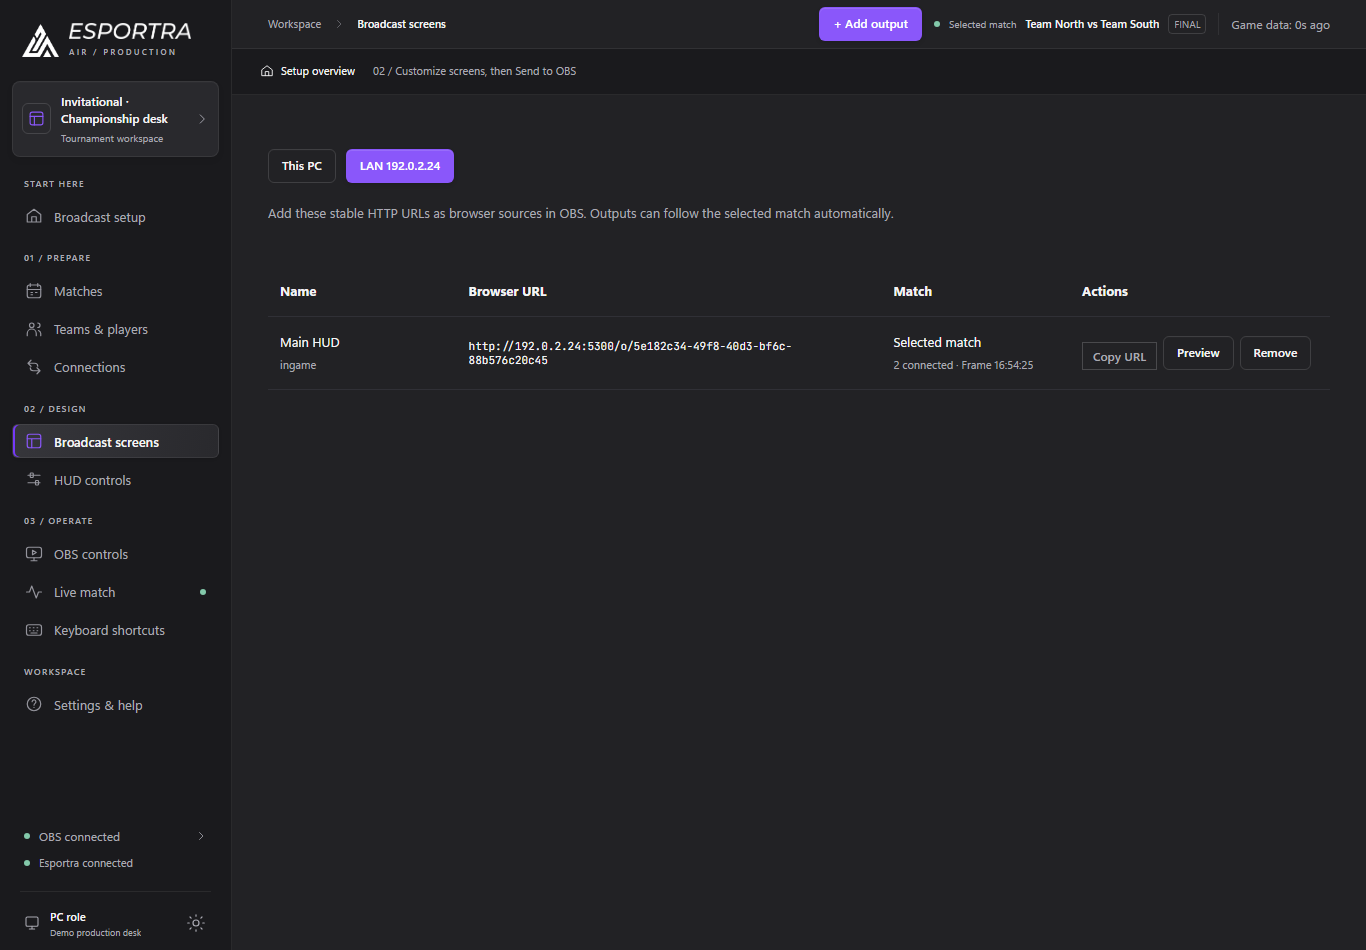 ESPORTRA
AIR / PRODUCTION
Invitational ·
Championship desk
Tournament workspace
START HERE
Broadcast setup
01 / PREPARE
Matches
Teams & players
Connections
02 / DESIGN
Broadcast screens
HUD controls
03 / OPERATE
OBS controls
Live match
Keyboard shortcuts
WORKSPACE
Settings & help
OBS connected
Esportra connected
PC role
Demo production desk
Workspace
Broadcast screens
+ Add output
Selected match
Team North vs Team South
FINAL
Game data: 0s ago
Setup overview
02 / Customize screens, then Send to OBS
This PC
LAN 192.0.2.24
Add these stable HTTP URLs as browser sources in OBS. Outputs can follow the selected match automatically.
Name
Browser URL
Match
Actions
Main HUD
ingame
http://192.0.2.24:5300/o/5e182c34-49f8-40d3-bf6c-
88b576c20c45
Selected match
2 connected · Frame 16:54:25
Copy URL
Preview
Remove